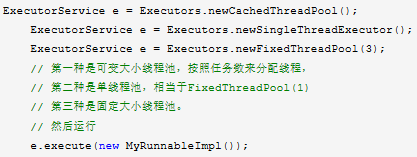 ExecutorService e = Executors.newCachedThreadPool();
ExecutorService e = Executors.newSingleThreadExecutor();
ExecutorService e = Executors.newFixedThreadPool(3);
// 第一种是可变大小线程池，按照任务数来分配线程，
// 第二种是单线程池，相当于FixedThreadPool(1)
// 第三种是固定大小线程池。
// 然后运行
e.execute(new MyRunnableImpl());